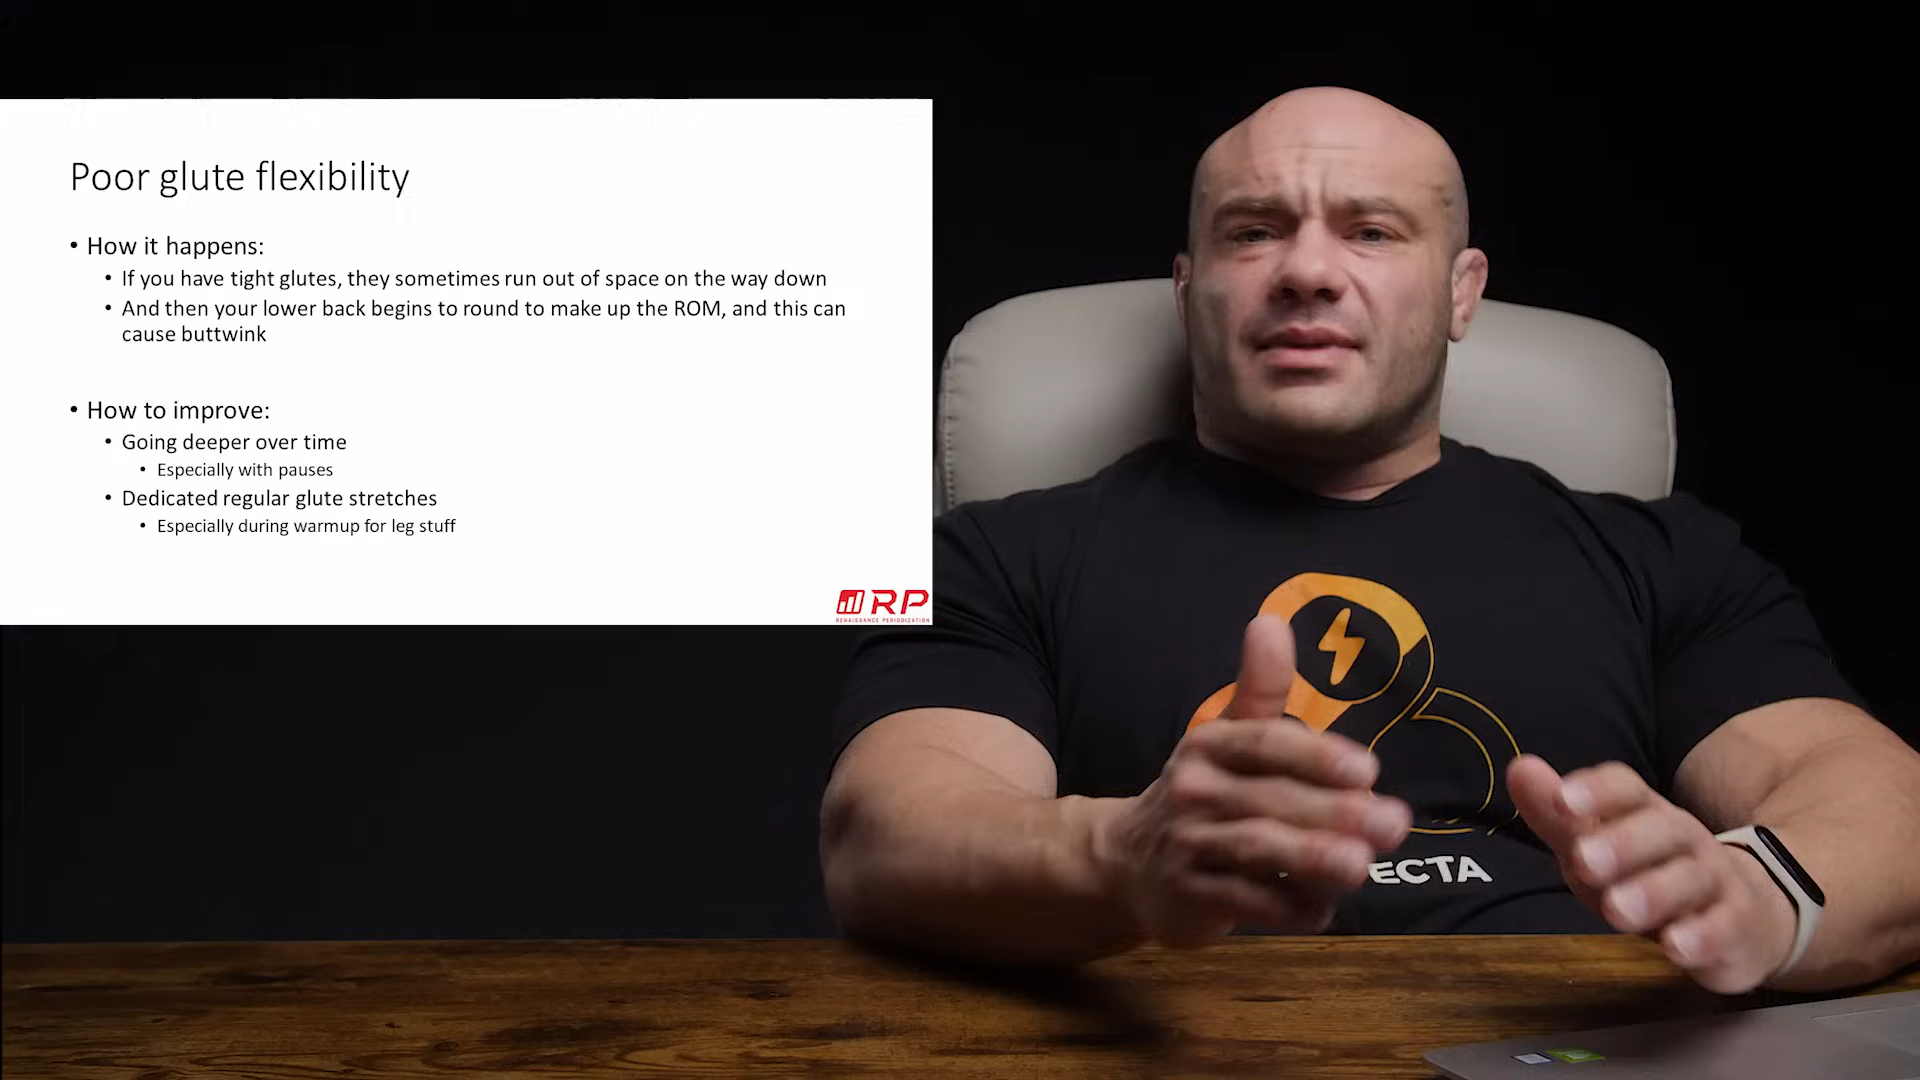 Poor glute flexibility
• How it happens:
• If you have tight glutes, they sometimes run out of space on the way down
• And then your lower back begins to round to make up the ROM, and this can
cause buttwink
• How to improve:
• Going deeper over time
• Especially with pauses
• Dedicated regular glute stretches
• Especially during warmup for leg stuff
RP
RENAISSANCE PERIODIZATION
ECTA